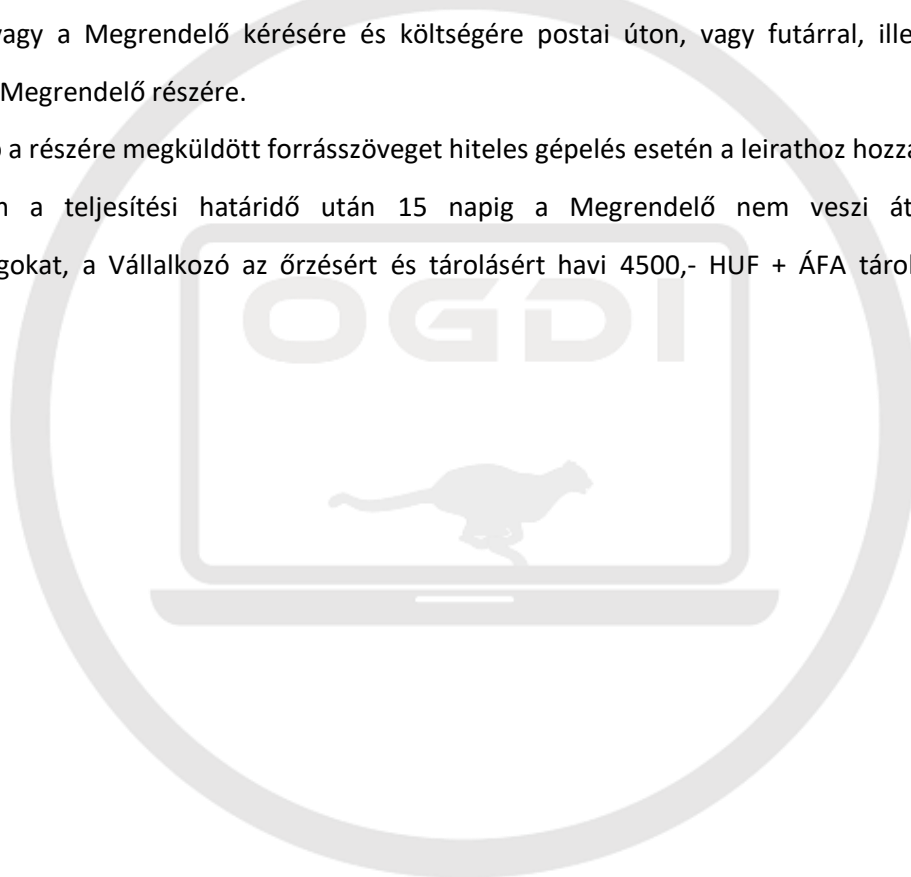 vagy a Megrendelő kérésére és költségére postai úton, vagy futárral, ille
Megrendelő részére.
a részére megküldött forrásszöveget hiteles gépelés esetén a leirathoz hozzá
a teljesítési határidő után 15 napig a Megrendelő nem veszi át
gokat, a Vállalkozó az őrzésért és tárolásért havi 4500,- HUF + ÁFA tárol
OGDI